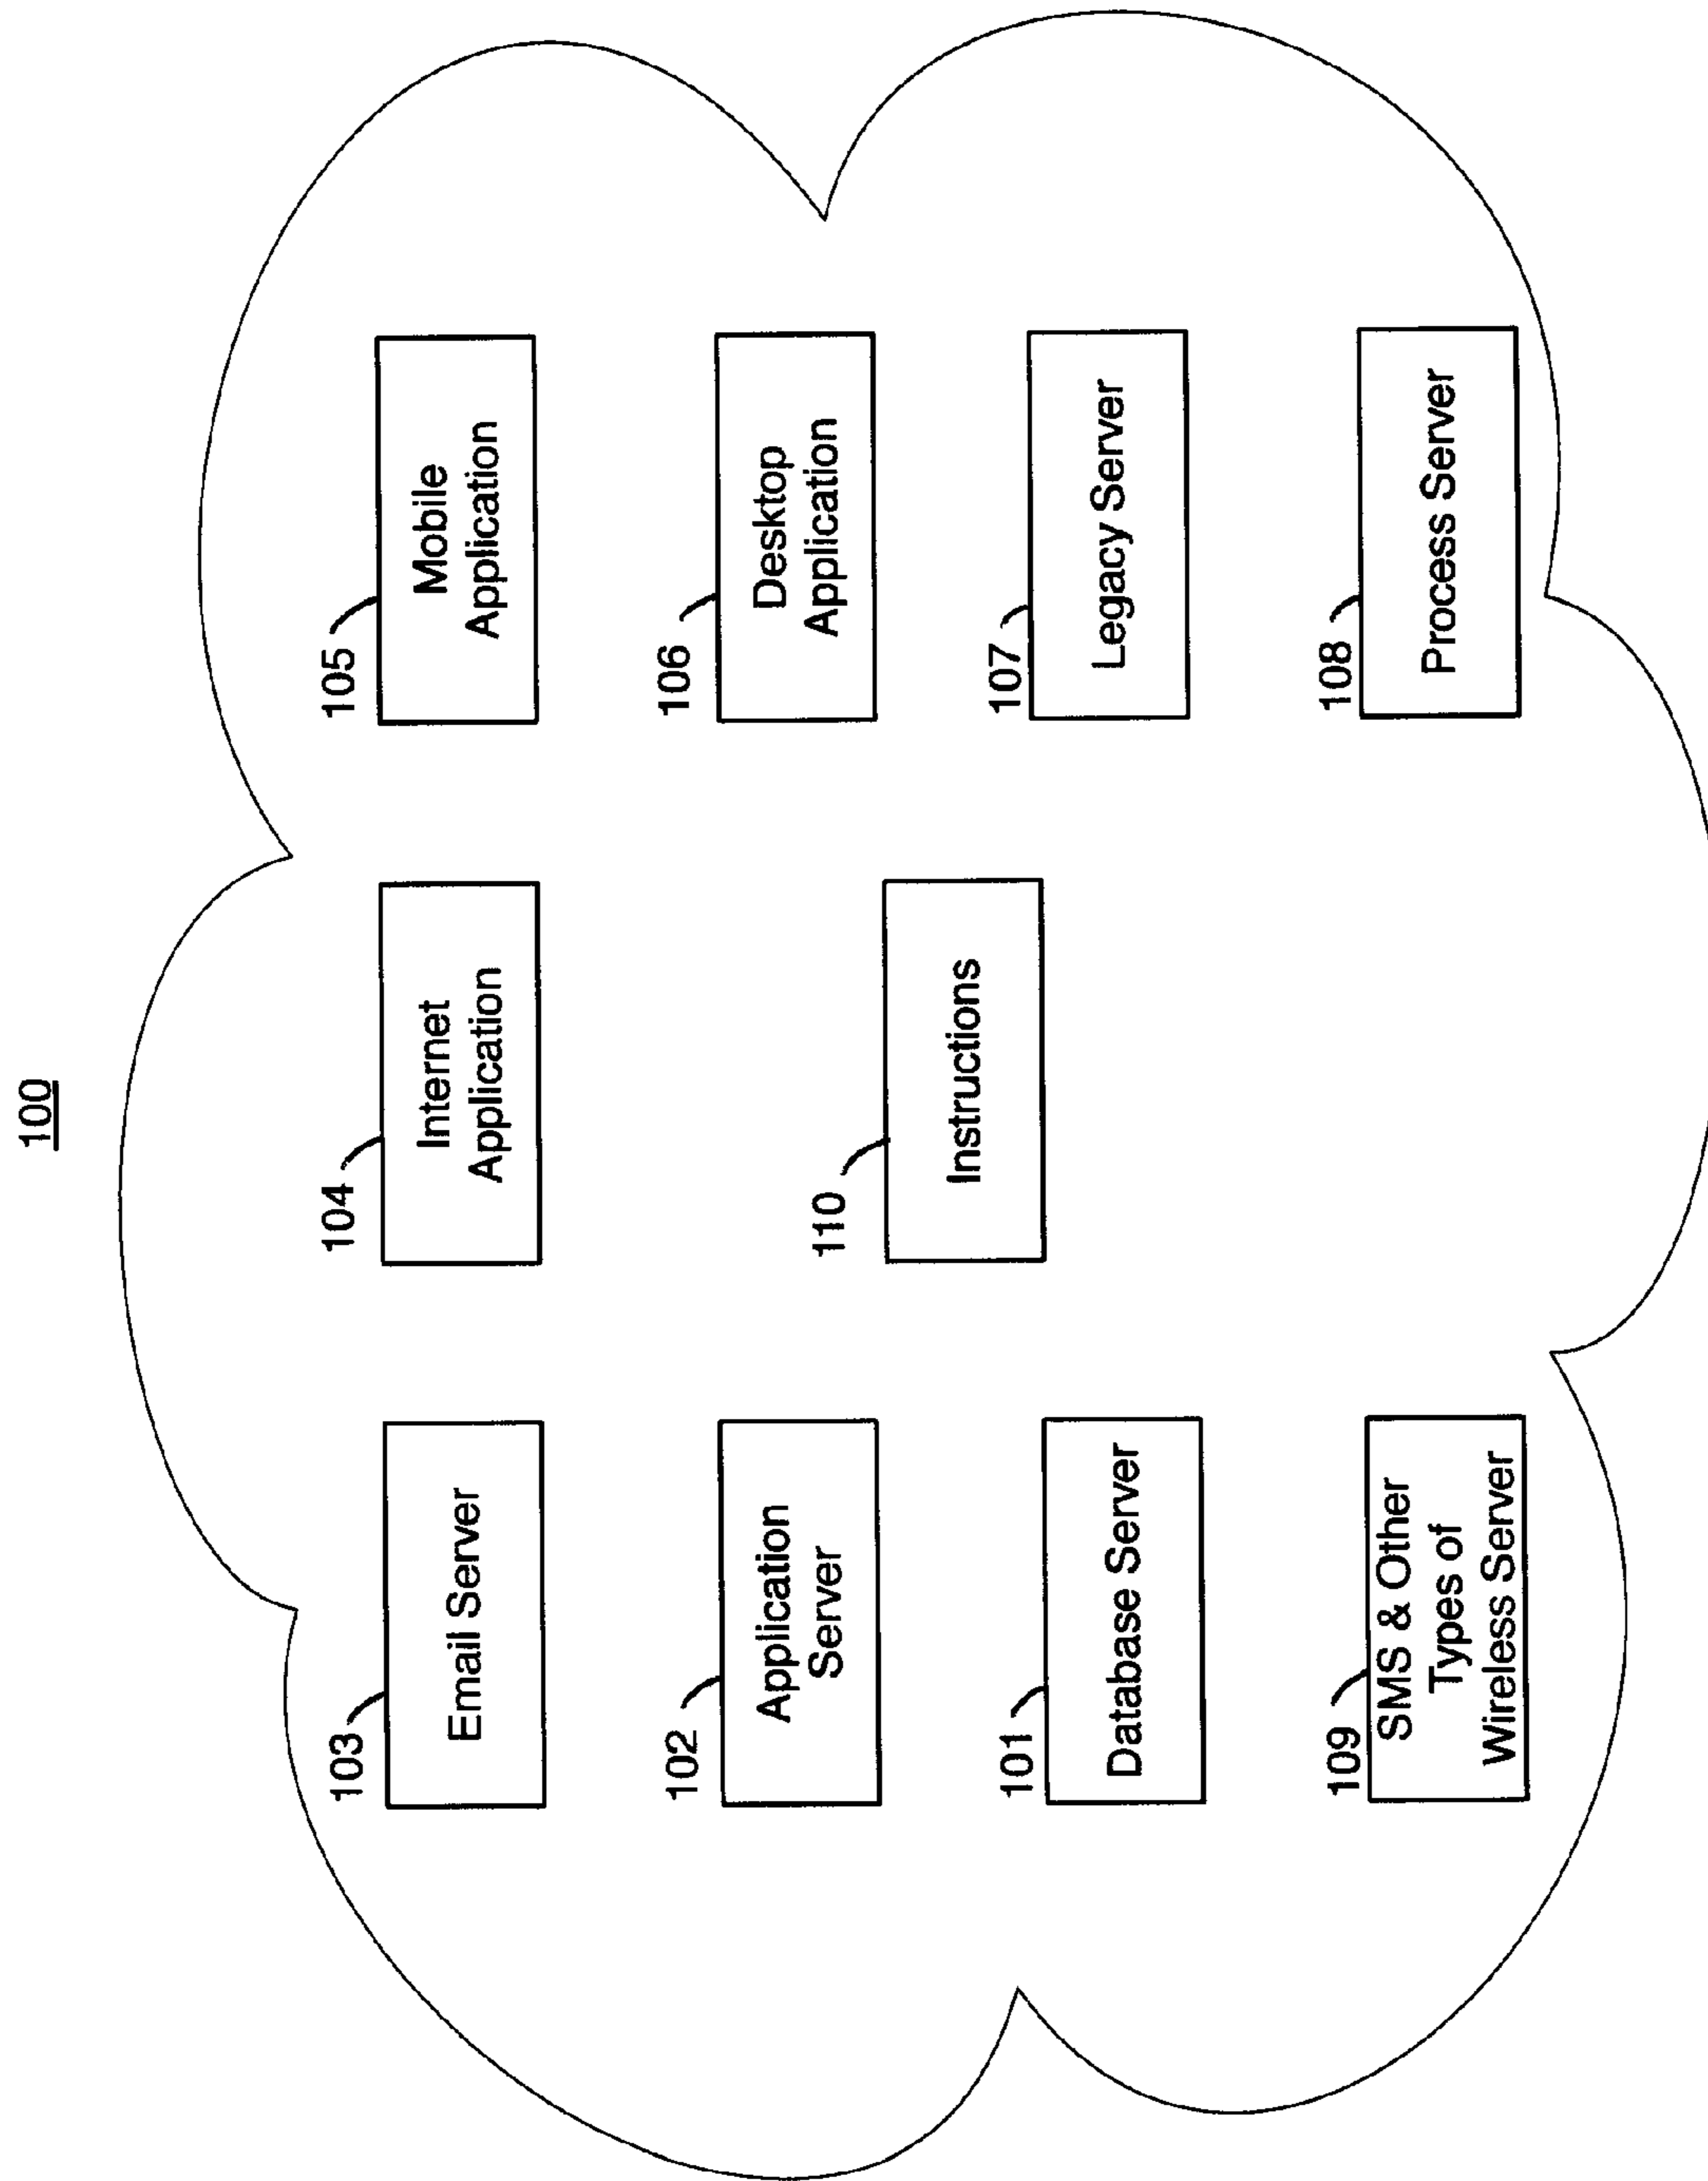 100
103
Email Server
104
Internet
Application
105
Mobile
Application
102
Application
Server
106
Desktop
Application
110
Instructions
101
Database Server
107
Legacy Server
109
SMS & Other
Types of
Wireless Server
108
Process Server